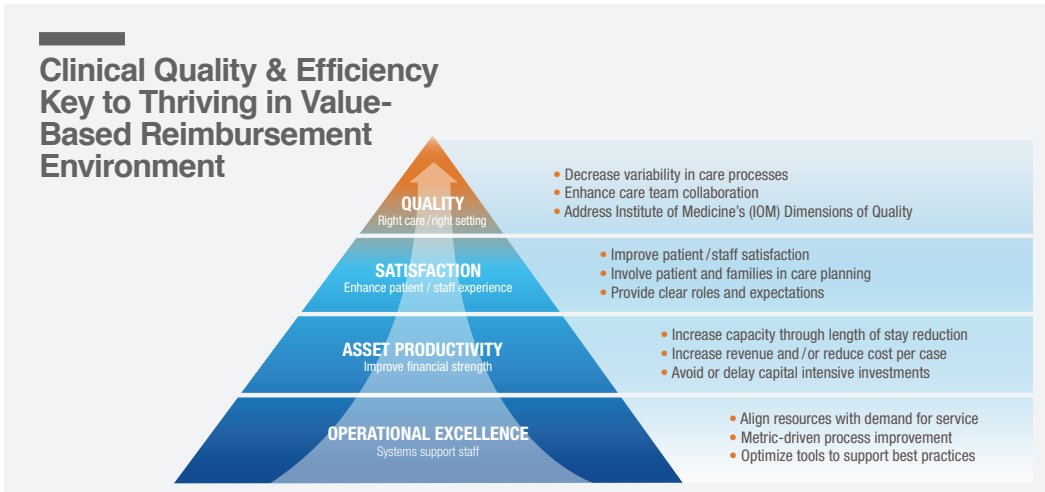 Clinical Quality & Efficiency
Key to Thriving in Value-
Based Reimbursement
Environment
QUALITY
Right care/right setting
• Decrease variability in care processes
• Enhance care team collaboration
• Address Institute of Medicine's (IOM) Dimensions of Quality
SATISFACTION
Enhance patient / staff experience
• Improve patient/staff satisfaction
• Involve patient and families in care planning
• Provide clear roles and expectations
ASSET PRODUCTIVITY
Improve financial strength
• Increase capacity through length of stay reduction
• Increase revenue and/or reduce cost per case
• Avoid or delay capital intensive investments
OPERATIONAL EXCELLENCE
Systems support staff
• Align resources with demand for service
• Metric-driven process improvement
• Optimize tools to support best practices